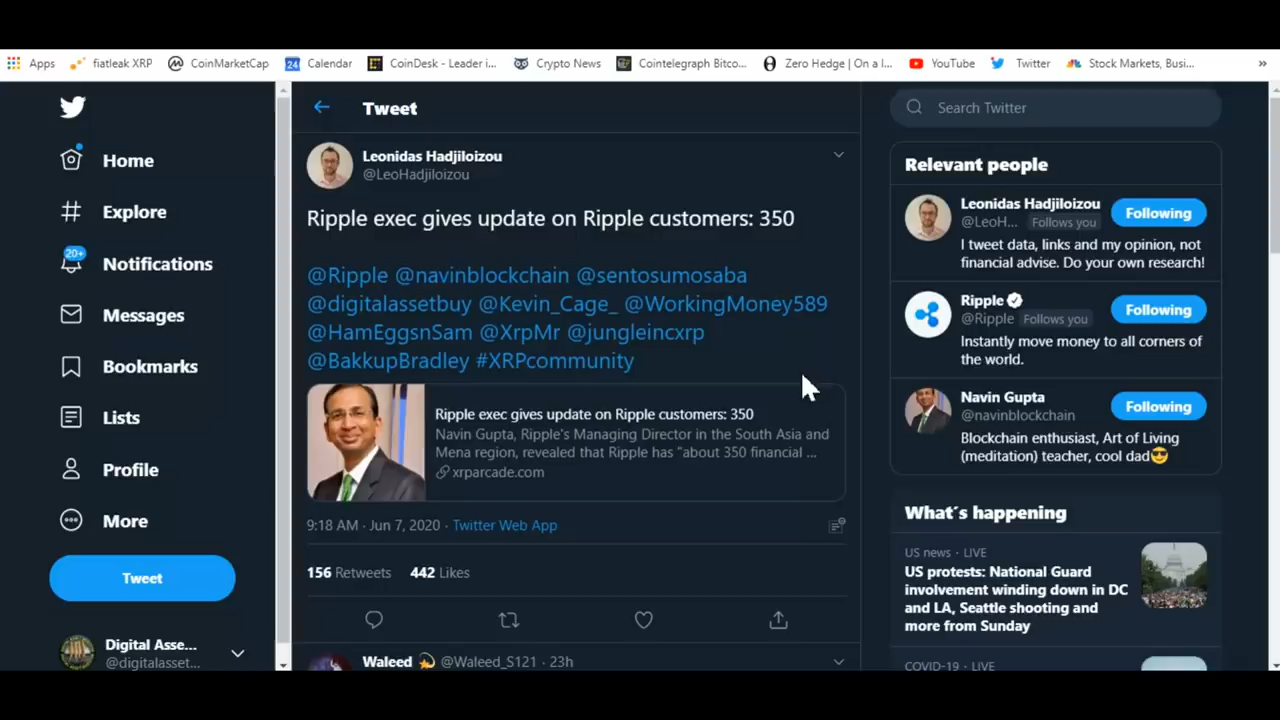 Apps
fiatleak XRP
CoinMarketCap
Calendar
CoinDesk - Leader i...
Crypto News
Cointelegraph Bitco...
Zero Hedge | On a l...
YouTube
Twitter
Stock Markets, Busi...
»
Home
Explore
20+
Notifications
Messages
Bookmarks
Lists
Profile
More
Tweet
Digital Asse...
@digitalasset...
Tweet
Leonidas Hadjiloizou
@LeoHadjiloizou
Ripple exec gives update on Ripple customers: 350
@Ripple @navinblockchain @sentosumosaba
@digitalassetbuy @Kevin_Cage_ @WorkingMoney589
@HamEggsnSam @XrpMr @jungleincxrp
@BakkupBradley #XRPcommunity
Ripple exec gives update on Ripple customers: 350
Navin Gupta, Ripple's Managing Director in the South Asia and
Mena region, revealed that Ripple has "about 350 financial ...
xrparcade.com
9:18 AM · Jun 7, 2020 · Twitter Web App
156 Retweets 442 Likes
Waleed @Waleed_S121 · 23h
Search Twitter
Relevant people
Leonidas Hadjiloizou
@LeoH... Follows you
Following
I tweet data, links and my opinion, not
financial advise. Do your own research!
Ripple
@Ripple Follows you
Following
Instantly move money to all corners of
the world.
Navin Gupta
@navinblockchain
Following
Blockchain enthusiast, Art of Living
(meditation) teacher, cool dad😎
What's happening
US news · LIVE
US protests: National Guard
involvement winding down in DC
and LA, Seattle shooting and
more from Sunday
COVID-19 · LIVE